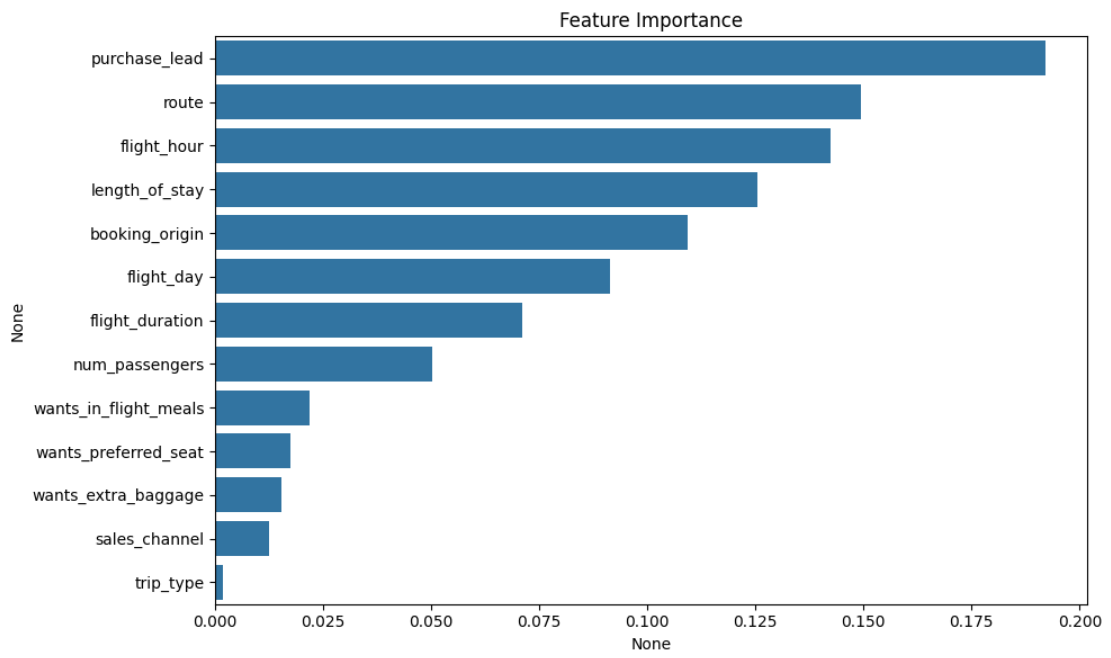 Feature Importance
purchase_lead
route
flight_hour
length_of_stay
booking_origin
flight_day
flight_duration
num_passengers
wants_in_flight_meals
wants_preferred_seat
wants_extra_baggage
sales_channel
trip_type
None
0.000 0.025 0.050 0.075 0.100 0.125 0.150 0.175 0.200
None